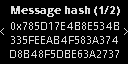 Message hash (1/2)
0x785D17E4B8E534B
335FEEAB4F583A374
D8B48F5DBE63A2737